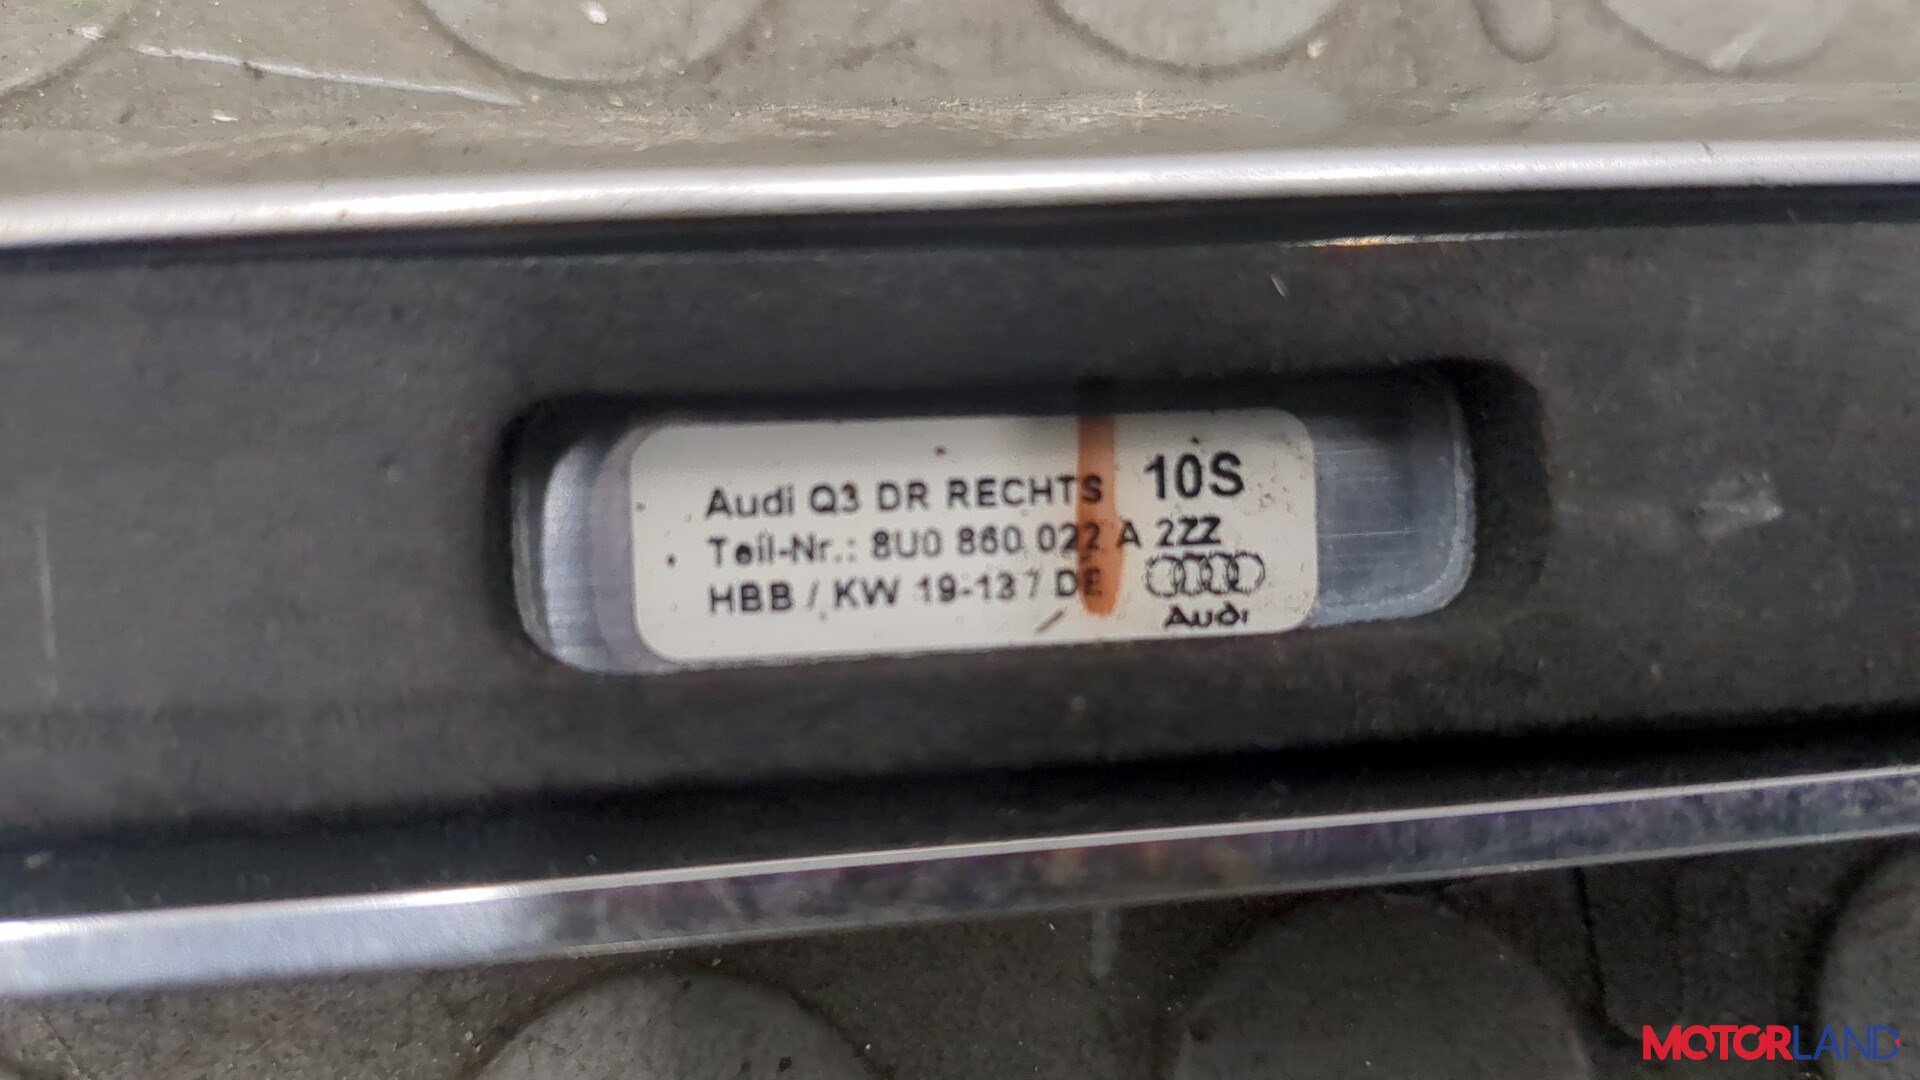 Audi Q3 DR RECHTS 10S
Teil-Nr.: 8U0 860 022 A 2ZZ
HBB / KW 19-13 / DE
Audi
MOTORLAND